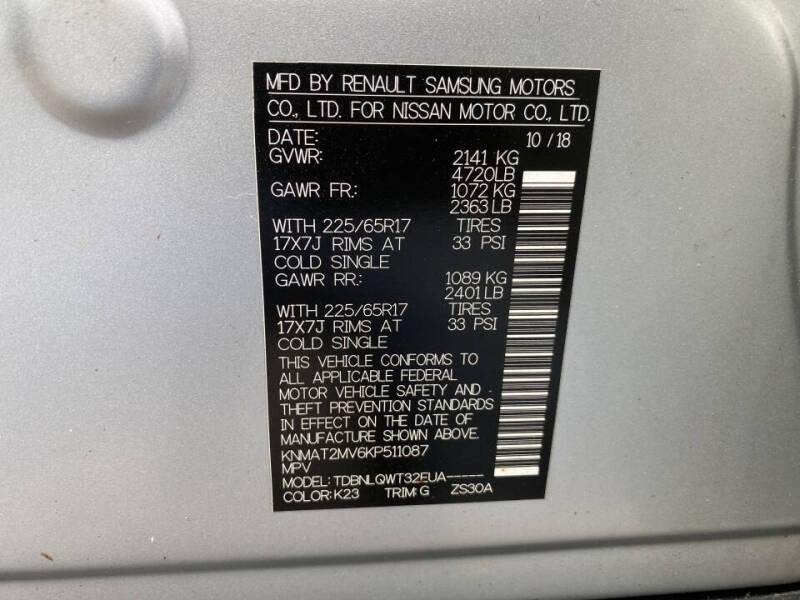 MFD BY RENAULT SAMSUNG MOTORS
CO., LTD. FOR NISSAN MOTOR CO., LTD.
DATE: 10 / 18
GVWR: 2141 KG
4720LB
GAWR FR.: 1072 KG
2363 LB
WITH 225/65R17 TIRES
17X7J RIMS AT 33 PSI
COLD SINGLE
GAWR RR.: 1089 KG
2401 LB
WITH 225/65R17 TIRES
17X7J RIMS AT 33 PSI
COLD SINGLE
THIS VEHICLE CONFORMS TO
ALL APPLICABLE FEDERAL
MOTOR VEHICLE SAFETY AND
THEFT PREVENTION STANDARDS
IN EFFECT ON THE DATE OF
MANUFACTURE SHOWN ABOVE.
KNMAT2MV6KP511087
MPV
MODEL: TDBNLQWT32EUA-----
COLOR: K23 TRIM: G ZS30A